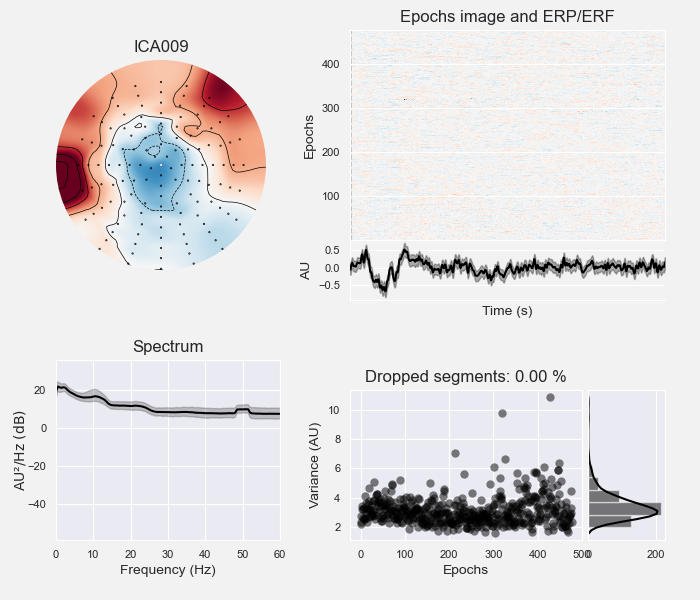 ICA009
Epochs image and ERP/ERF
Epochs
400
300
200
100
AU
0.5
0.0
−0.5
Time (s)
Spectrum
AU²/Hz (dB)
20
0
−20
−40
0 10 20 30 40 50 60
Frequency (Hz)
Dropped segments: 0.00 %
Variance (AU)
10
8
6
4
2
0 100 200 300 400 500
Epochs
0 200